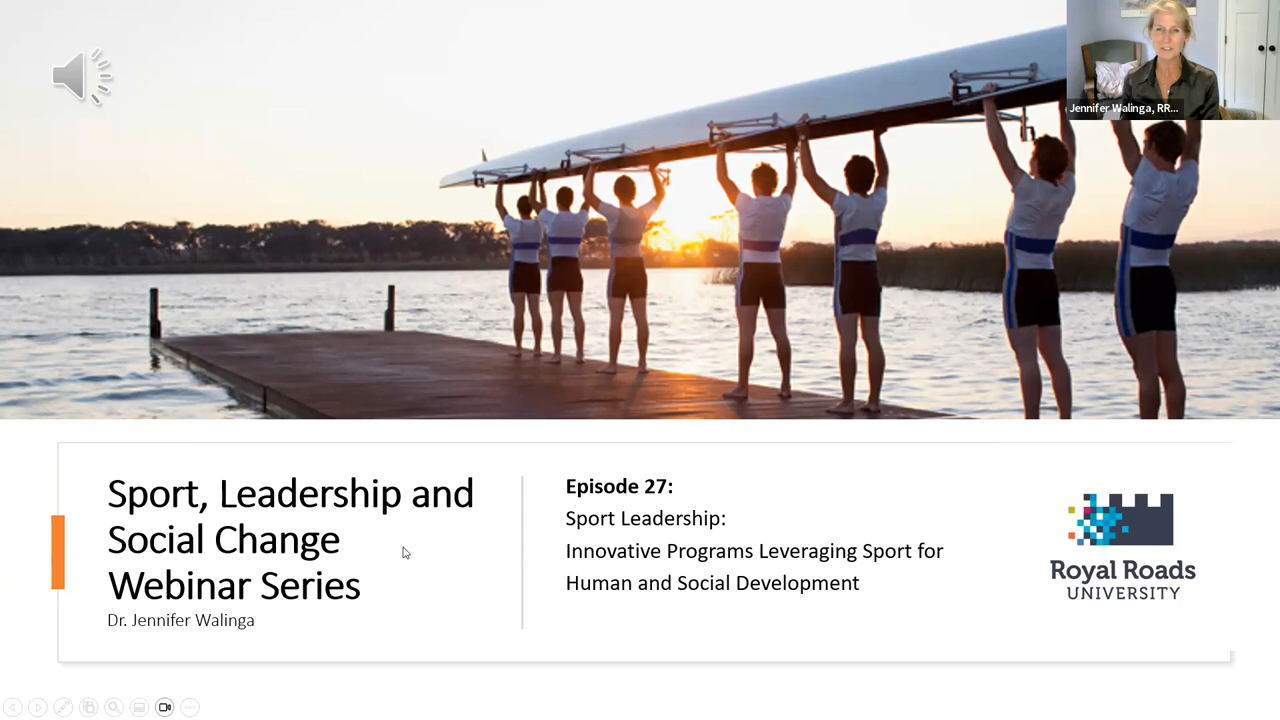 Jennifer Walinga, RR...
Sport, Leadership and
Social Change
Webinar Series
Dr. Jennifer Walinga
Episode 27:
Sport Leadership:
Innovative Programs Leveraging Sport for
Human and Social Development
Royal Roads
UNIVERSITY